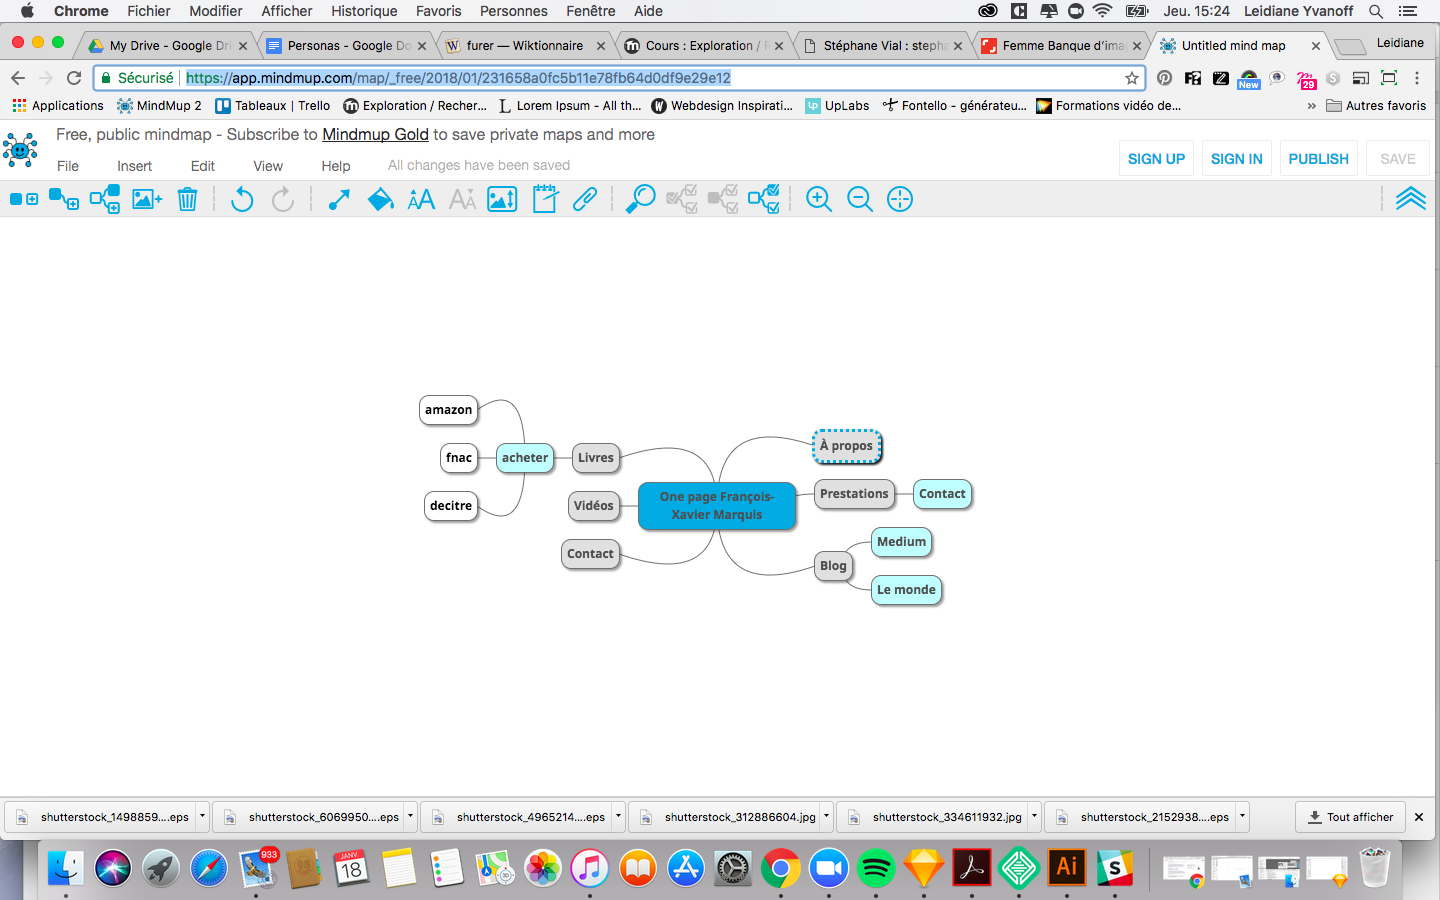 Chrome Fichier Modifier Afficher Historique Favoris Personnes Fenêtre Aide Jeu. 15:24 Leidiane Yvanoff
My Drive - Google Dri Personas - Google Do furer — Wiktionnaire Cours : Exploration / R Stéphane Vial : steph Femme Banque d'ima Untitled mind map Leidiane
Sécurisé https://app.mindmup.com/map/_free/2018/01/231658a0fc5b11e78fb64d0df9e29e12
New 29
Applications MindMup 2 Tableaux | Trello Exploration / Recher... Lorem Ipsum - All th... Webdesign Inspirati... UpLabs Fontello - générateu... Formations vidéo de... » Autres favoris
Free, public mindmap - Subscribe to Mindmup Gold to save private maps and more
File Insert Edit View Help All changes have been saved
SIGN UP SIGN IN PUBLISH SAVE
amazon
À propos
fnac acheter Livres
One page François-Xavier Marquis
Prestations Contact
decitre Vidéos
Medium
Contact
Blog
Le monde
shutterstock_1498859....eps shutterstock_6069950....eps shutterstock_4965214....eps shutterstock_312886604.jpg shutterstock_334611932.jpg shutterstock_2152938....eps Tout afficher
933
JANV.
18
Ai